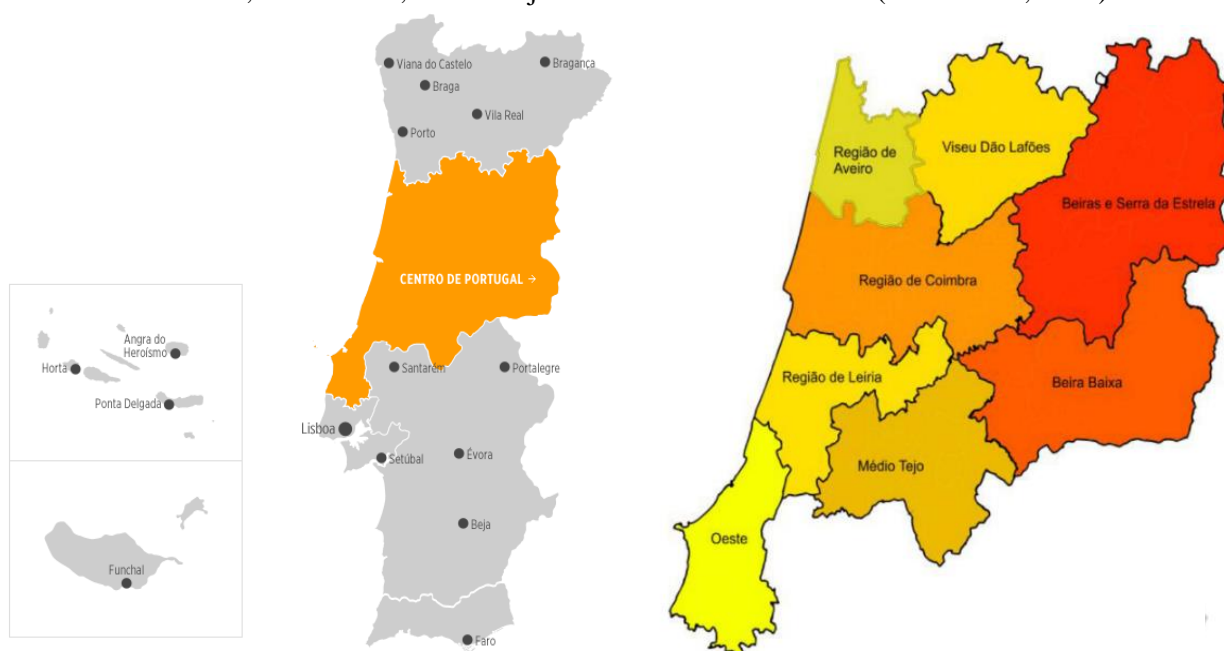 Viana do Castelo
Bragança
Braga
Vila Real
Porto
CENTRO DE PORTUGAL →
Angra do
Heroísmo
Hortã
Ponta Delgada
Santarém
Portalegre
Lisboa
Setúbal
Évora
Beja
Funchal
Faro
Região de
Aveiro
Viseu Dão Lafões
Beiras e Serra da Estrela
Região de Coimbra
Região de Leiria
Beira Baixa
Médio Tejo
Oeste